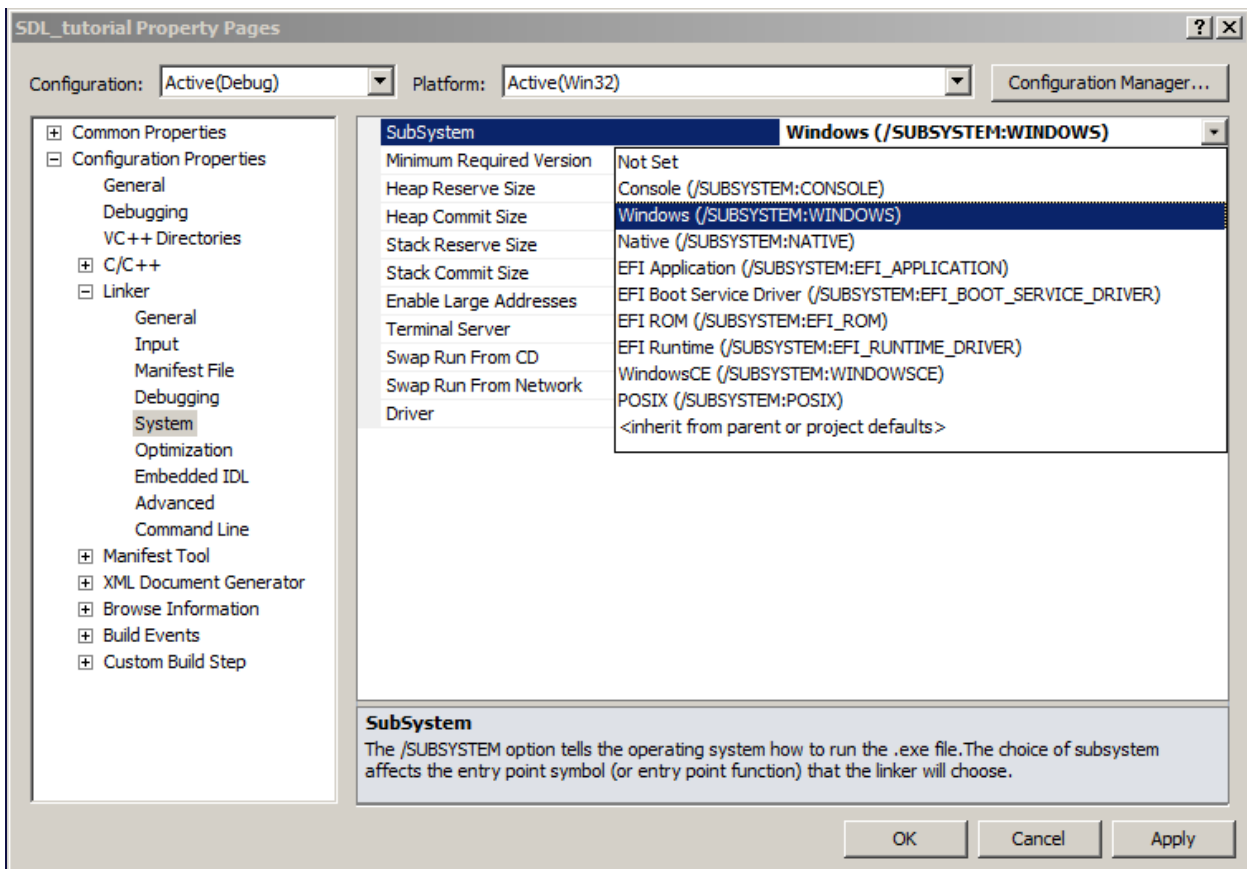 SDL_tutorial Property Pages
Configuration: Active(Debug) Platform: Active(Win32) Configuration Manager...
Common Properties
Configuration Properties
General
Debugging
VC++ Directories
C/C++
Linker
General
Input
Manifest File
Debugging
System
Optimization
Embedded IDL
Advanced
Command Line
Manifest Tool
XML Document Generator
Browse Information
Build Events
Custom Build Step
SubSystem Windows (/SUBSYSTEM:WINDOWS)
Minimum Required Version
Heap Reserve Size
Heap Commit Size
Stack Reserve Size
Stack Commit Size
Enable Large Addresses
Terminal Server
Swap Run From CD
Swap Run From Network
Driver
Not Set
Console (/SUBSYSTEM:CONSOLE)
Windows (/SUBSYSTEM:WINDOWS)
Native (/SUBSYSTEM:NATIVE)
EFI Application (/SUBSYSTEM:EFI_APPLICATION)
EFI Boot Service Driver (/SUBSYSTEM:EFI_BOOT_SERVICE_DRIVER)
EFI ROM (/SUBSYSTEM:EFI_ROM)
EFI Runtime (/SUBSYSTEM:EFI_RUNTIME_DRIVER)
WindowsCE (/SUBSYSTEM:WINDOWSCE)
POSIX (/SUBSYSTEM:POSIX)
<inherit from parent or project defaults>
SubSystem
The /SUBSYSTEM option tells the operating system how to run the .exe file.The choice of subsystem
affects the entry point symbol (or entry point function) that the linker will choose.
OK Cancel Apply